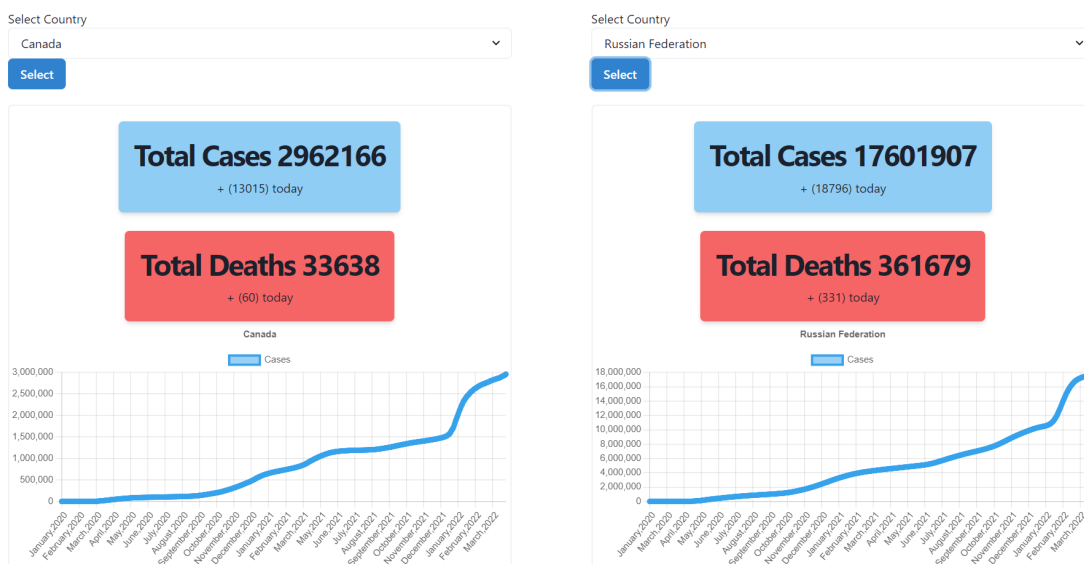 Select Country
Canada
Select
Total Cases 2962166
+ (13015) today
Total Deaths 33638
+ (60) today
Canada
Cases
3,000,000
2,500,000
2,000,000
1,500,000
1,000,000
500,000
0
January,2020
February,2020
March,2020
April,2020
May,2020
June,2020
July,2020
August,2020
September,2020
October,2020
November,2020
December,2020
January,2021
February,2021
March,2021
May,2021
June,2021
July,2021
August,2021
September,2021
October,2021
November,2021
December,2021
January,2022
February,2022
March,2022
Select Country
Russian Federation
Select
Total Cases 17601907
+ (18796) today
Total Deaths 361679
+ (331) today
Russian Federation
Cases
18,000,000
16,000,000
14,000,000
12,000,000
10,000,000
8,000,000
6,000,000
4,000,000
2,000,000
0
January,2020
March,2020
April,2020
May,2020
June,2020
July,2020
August,2020
September,2020
October,2020
November,2020
December,2020
January,2021
February,2021
March,2021
April,2021
May,2021
June,2021
July,2021
August,2021
September,2021
October,2021
November,2021
December,2021
January,2022
February,2022
March,2022